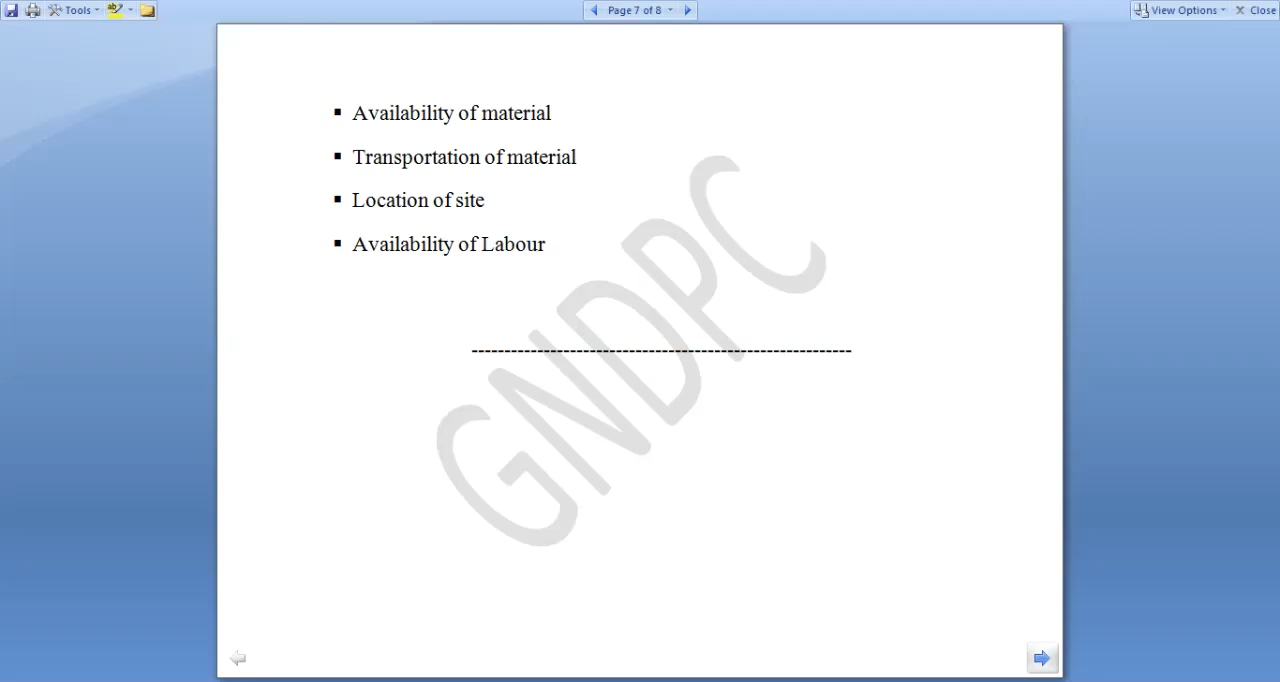 Tools
Page 7 of 8
View Options
Close
▪ Availability of material
▪ Transportation of material
▪ Location of site
▪ Availability of Labour
----------------------------------------------------------
GNDPC